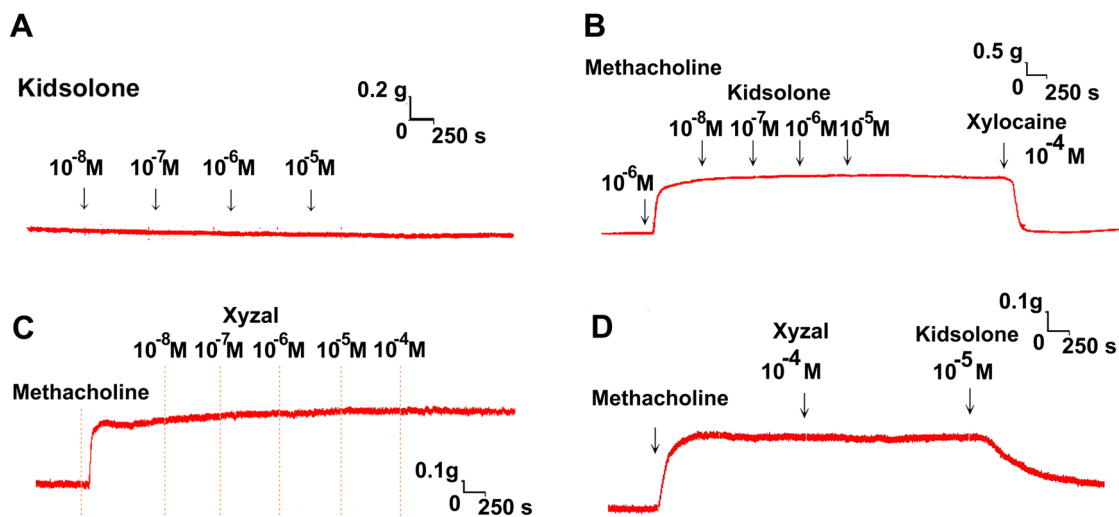 A
Kidsolone
0.2 g
0 250 s
10-8M 10-7M 10-6M 10-5M
B
Methacholine
0.5 g
0 250 s
Kidsolone
10-8M 10-7M 10-6M 10-5M
Xylocaine
10-4 M
10-6M
C
Xyzal
10-8M 10-7M 10-6M 10-5M 10-4M
Methacholine
0.1g
0 250 s
D
0.1g
0 250 s
Xyzal
10-4 M
Kidsolone
10-5M
Methacholine